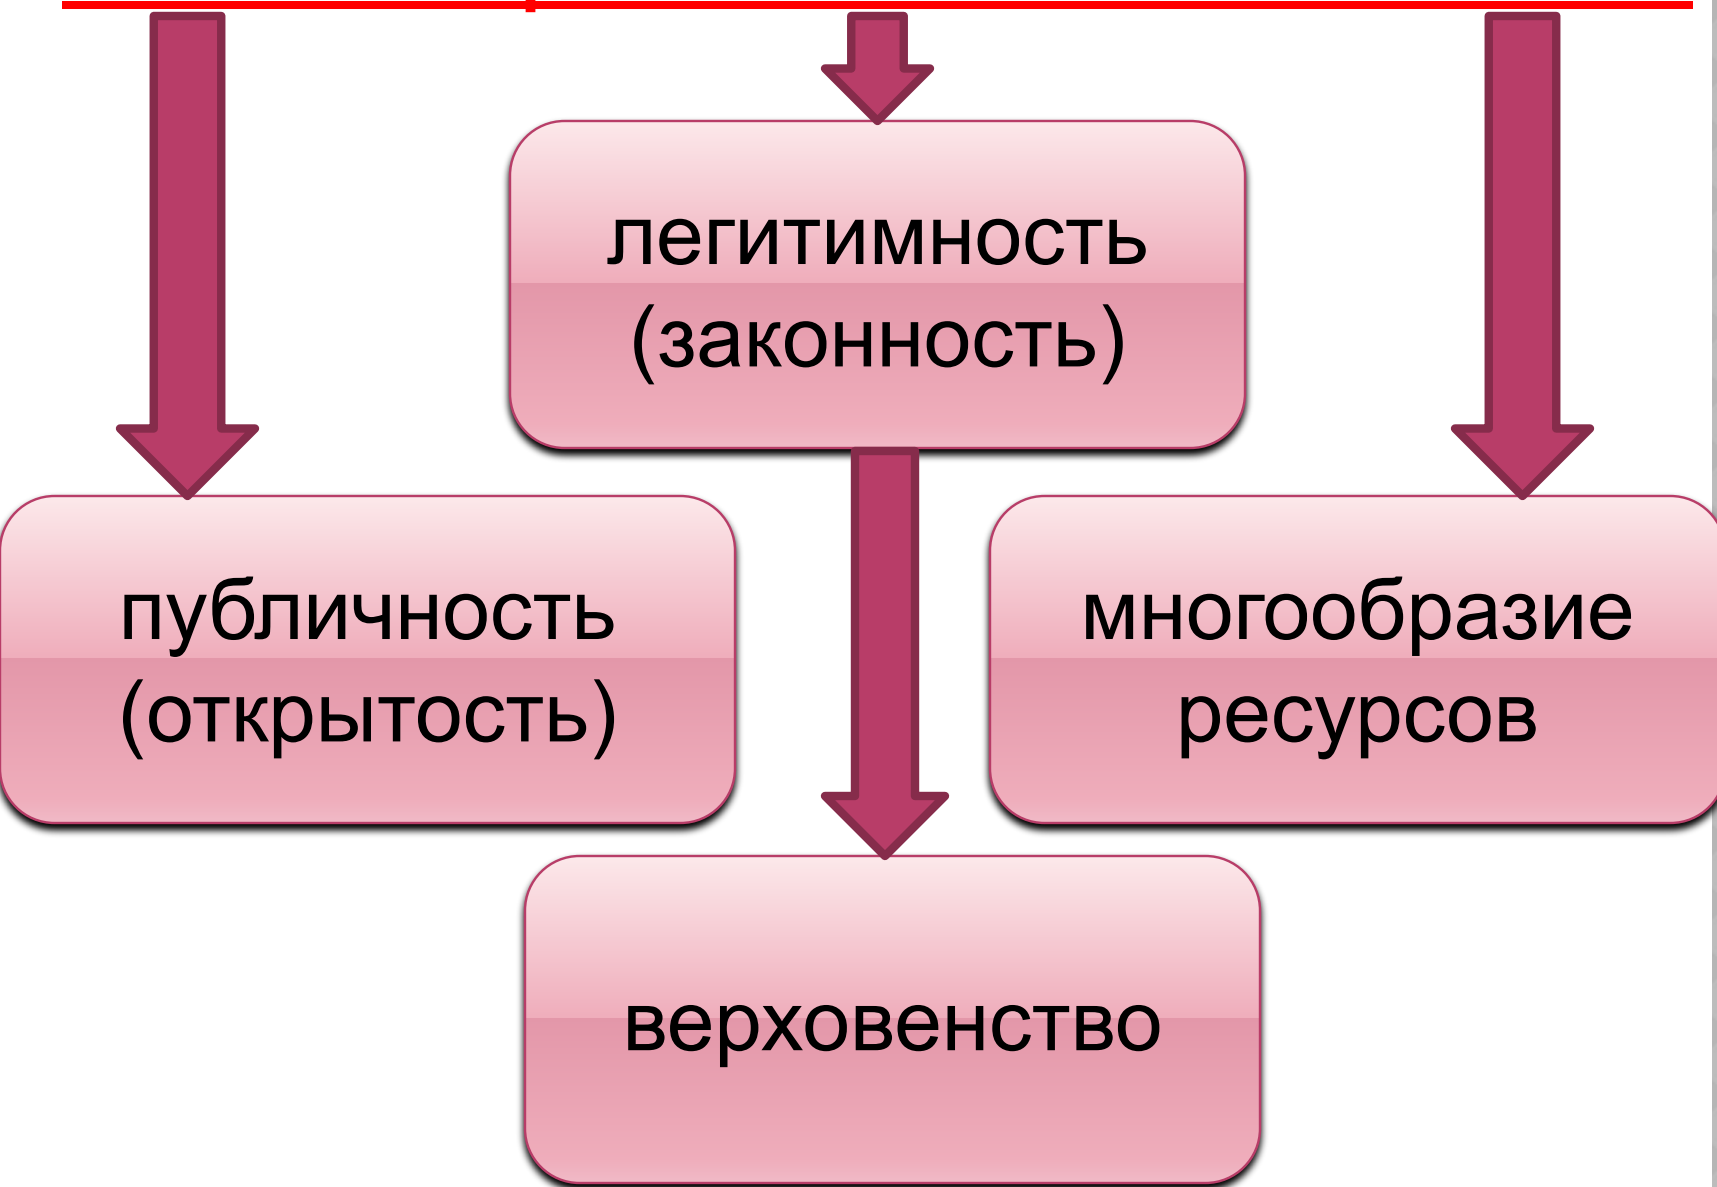 легитимность
(законность)
публичность
(открытость)
многообразие
ресурсов
верховенство